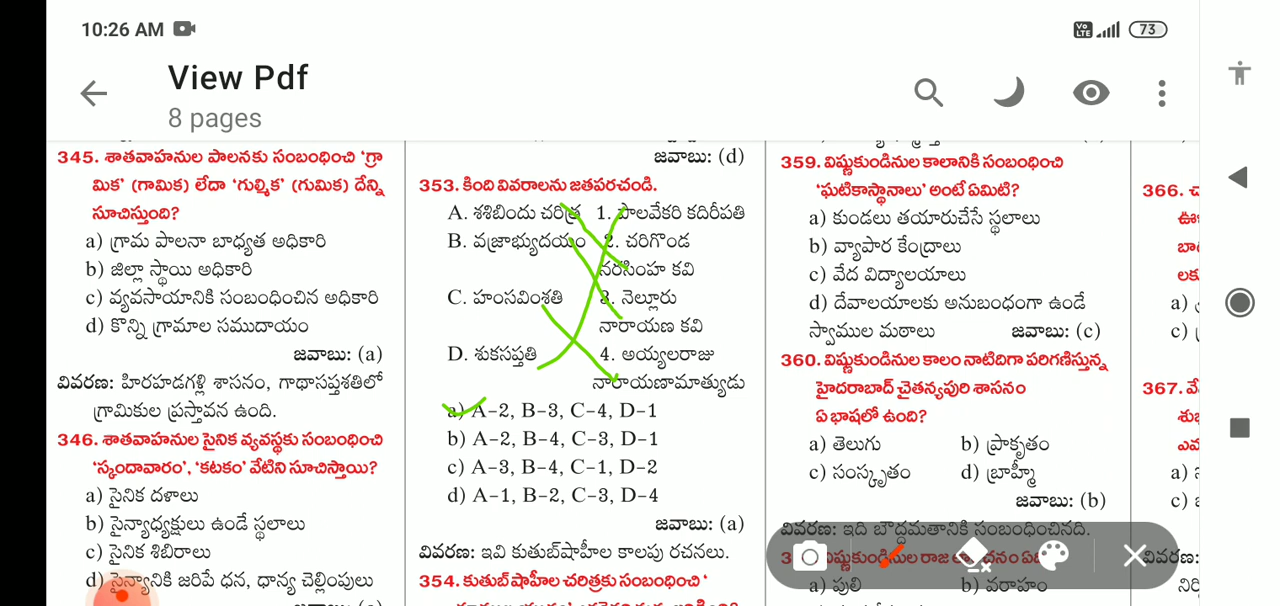 10:26 AM
Vo LTE
73
View Pdf
8 pages
345. శాతవాహనుల పాలనకు సంబంధించి ‘గ్రా
మిక’ (గామిక) లేదా ‘గుల్మిక’ (గుమిక) దేన్ని
సూచిస్తుంది?
a) గ్రామ పాలనా బాధ్యత అధికారి
b) జిల్లా స్థాయి అధికారి
c) వ్యవసాయానికి సంబంధించిన అధికారి
d) కొన్ని గ్రామాల సముదాయం
జవాబు: (a)
వివరణ: హిరహడగళ్లి శాసనం, గాథాసప్తశతిలో
గ్రామికుల ప్రస్తావన ఉంది.
346. శాతవాహనుల సైనిక వ్యవస్థకు సంబంధించి
‘స్కందావారం’, ‘కటకం’ వేటిని సూచిస్తాయి?
a) సైనిక దళాలు
b) సైన్యాధ్యక్షులు ఉండే స్థలాలు
c) సైనిక శిబిరాలు
d) సైన్యానికి జరిపే ధన, ధాన్య చెల్లింపులు
జవాబు: (d)
353. కింది వివరాలను జతపరచండి.
A. శశిబిందు చరిత్ర 1. పాలవేకరి కదిరీపతి
B. వజ్రాభ్యుదయం 2. చరిగొండ
నరసింహ కవి
C. హంసవింశతి 3. నెల్లూరు
నారాయణ కవి
D. శుకసప్తతి 4. అయ్యలరాజు
నారాయణామాత్యుడు
a) A-2, B-3, C-4, D-1
b) A-2, B-4, C-3, D-1
c) A-3, B-4, C-1, D-2
d) A-1, B-2, C-3, D-4
జవాబు: (a)
వివరణ: ఇవి కుతుబ్‌షాహీల కాలపు రచనలు.
354. కుతుబ్‌షాహీల చరిత్రకు సంబంధించి ‘
359. విష్ణుకుండినుల కాలానికి సంబంధించి
‘ఘటికాస్థానాలు’ అంటే ఏమిటి?
a) కుండలు తయారుచేసే స్థలాలు
b) వ్యాపార కేంద్రాలు
c) వేద విద్యాలయాలు
d) దేవాలయాలకు అనుబంధంగా ఉండే
స్వాముల మఠాలు జవాబు: (c)
360. విష్ణుకుండినుల కాలం నాటిదిగా పరిగణిస్తున్న
హైదరాబాద్ చైతన్యపురి శాసనం
ఏ భాషలో ఉంది?
a) తెలుగు b) ప్రాకృతం
c) సంస్కృతం d) బ్రాహ్మీ
జవాబు: (b)
వివరణ: ఇది బౌద్ధమతానికి సంబంధించినది.
a) పులి b) వరాహం
366.
367.
వివరణ: